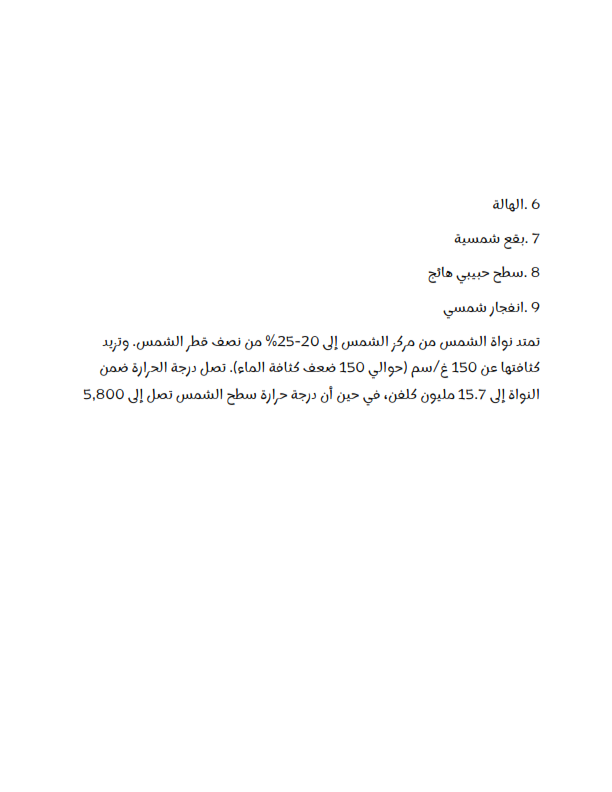 6 .الهالة
7 .بقع شمسية
8 .سطح حبيبي هائج
9 .انفجار شمسي
تمتد نواة الشمس من مركز الشمس إلى 20-25% من نصف قطر الشمس. وتزيد
كثافتها عن 150 غ/سم (حوالي 150 ضعف كثافة الماء). تصل درجة الحرارة ضمن
النواة إلى 15.7 مليون كلفن، في حين أن درجة حرارة سطح الشمس تصل إلى 5,800